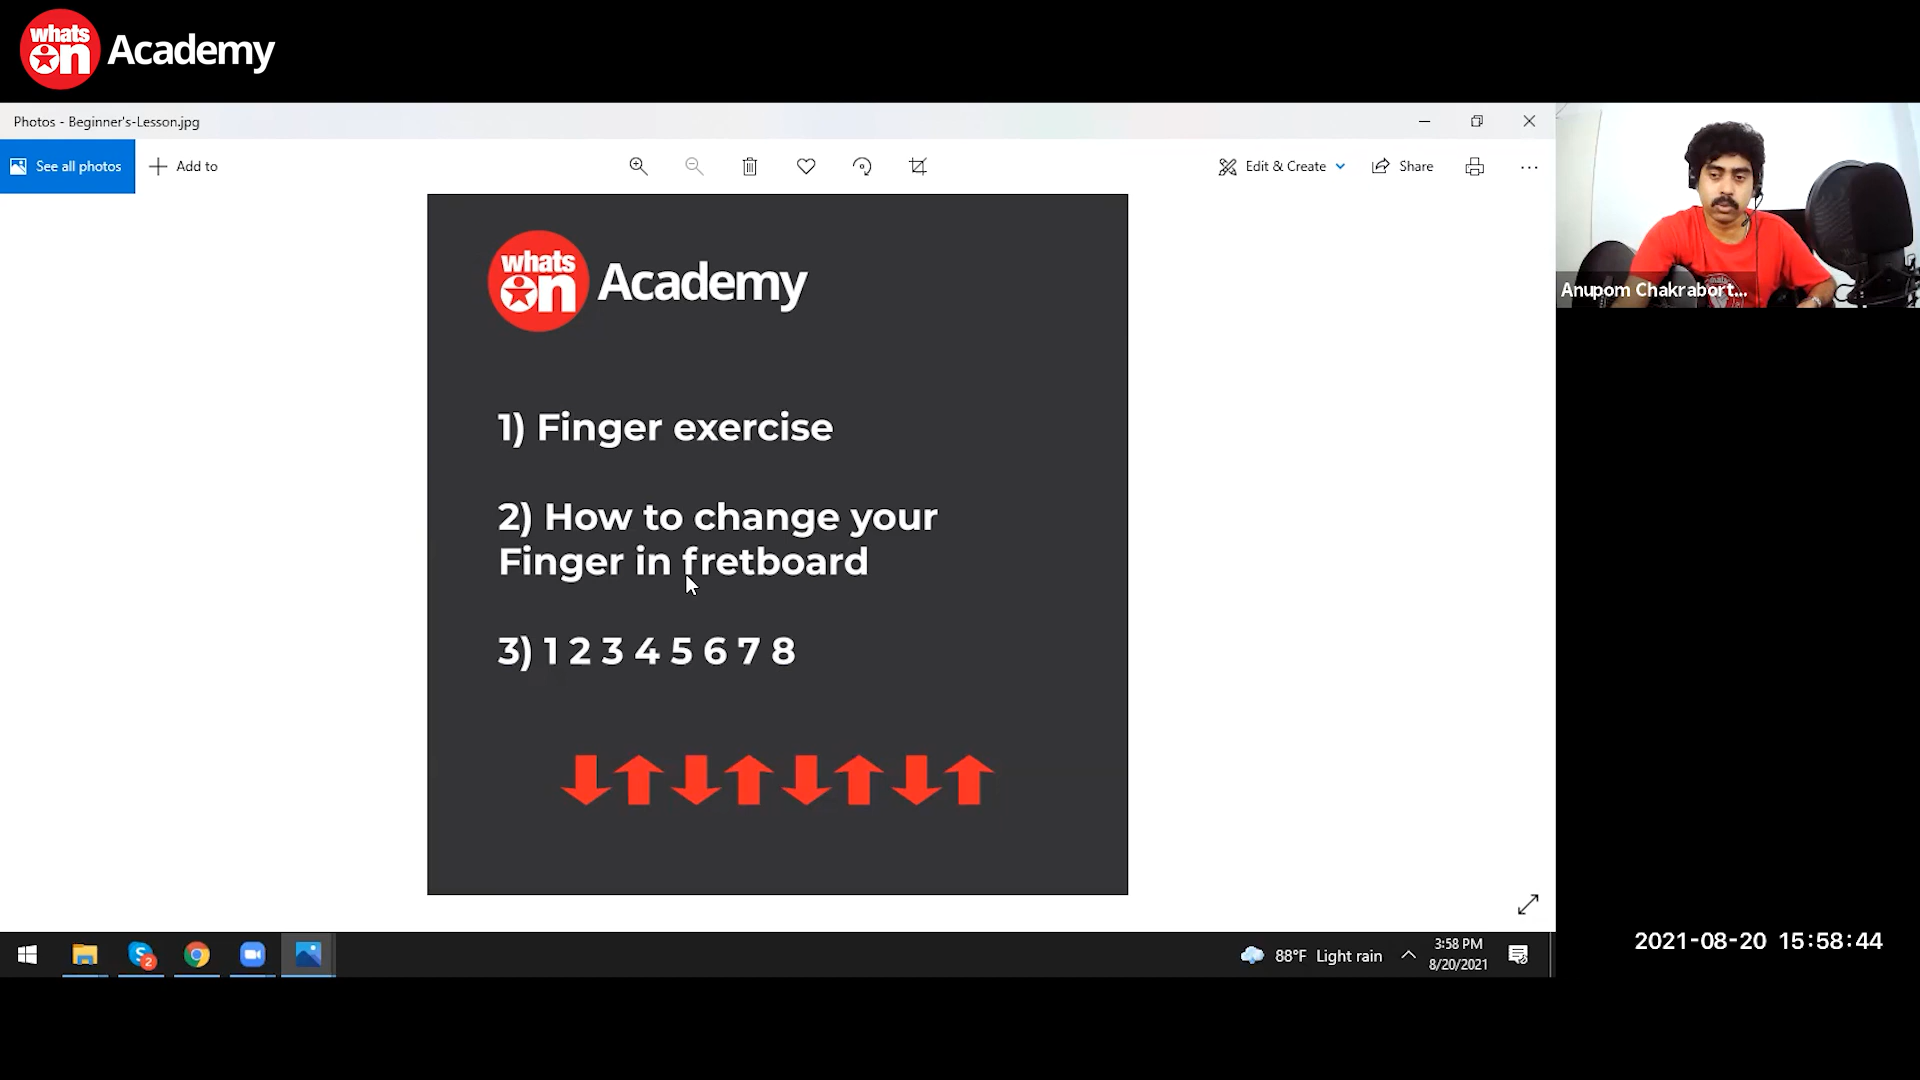 whats on Academy
Photos - Beginner's-Lesson.jpg
See all photos
Add to
Edit & Create
Share
whats on Academy
1) Finger exercise
2) How to change your
Finger in fretboard
3) 1 2 3 4 5 6 7 8
Anupom Chakrabort...
2021-08-20 15:58:44
S 2
88°F Light rain
3:58 PM
8/20/2021